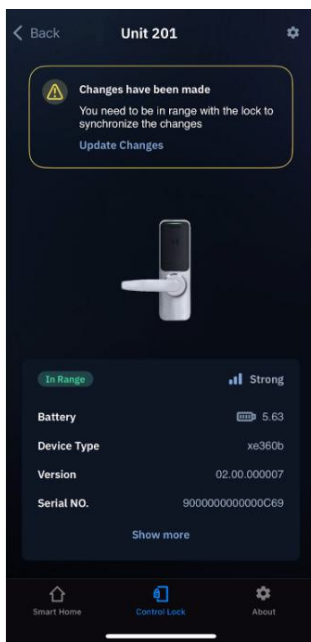 Back
Unit 201
Changes have been made
You need to be in range with the lock to
synchronize the changes
Update Changes
In Range
Strong
Battery 5.63
Device Type xe360b
Version 02.00.000007
Serial NO. 9000000000000C69
Show more
Smart Home Control Lock About